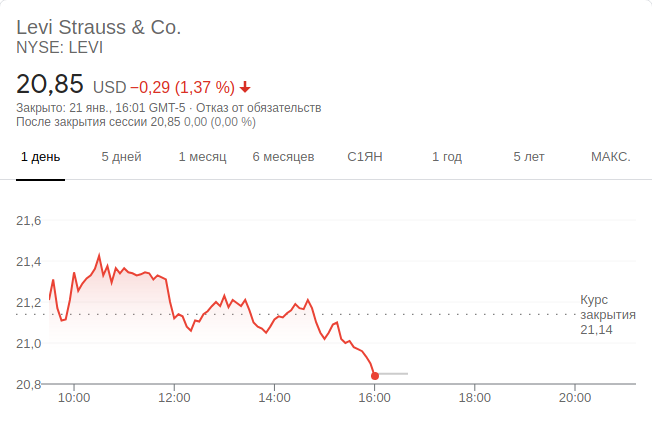 Levi Strauss & Co.
NYSE: LEVI
20,85 USD −0,29 (1,37 %)
Закрыто: 21 янв., 16:01 GMT-5 · Отказ от обязательств
После закрытия сессии 20,85 0,00 (0,00 %)
1 день 5 дней 1 месяц 6 месяцев С1ЯН 1 год 5 лет МАКС.
21,6
21,4
21,2
21,0
20,8
Курс
закрытия
21,14
10:00 12:00 14:00 16:00 18:00 20:00